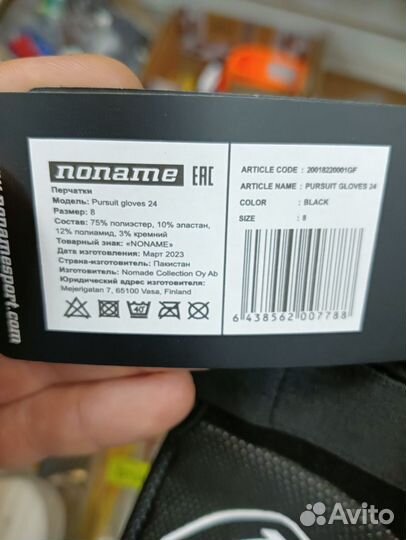 noname EAC
Перчатки
Модель: Pursuit gloves 24
Размер: 8
Состав: 75% полиэстер, 10% эластан,
12% полиамид, 3% кремний
Товарный знак: «NONAME»
Дата изготовления: Март 2023
Страна-изготовитель: Пакистан
Изготовитель: Nomade Collection Oy Ab
Юридический адрес изготовителя:
Mejerigatan 7, 65100 Vasa, Finland
40°
ARTICLE CODE : 20018220001GF
ARTICLE NAME : PURSUIT GLOVES 24
COLOR : BLACK
SIZE : 8
6 438562 007788
.nonamesport.com
Avito